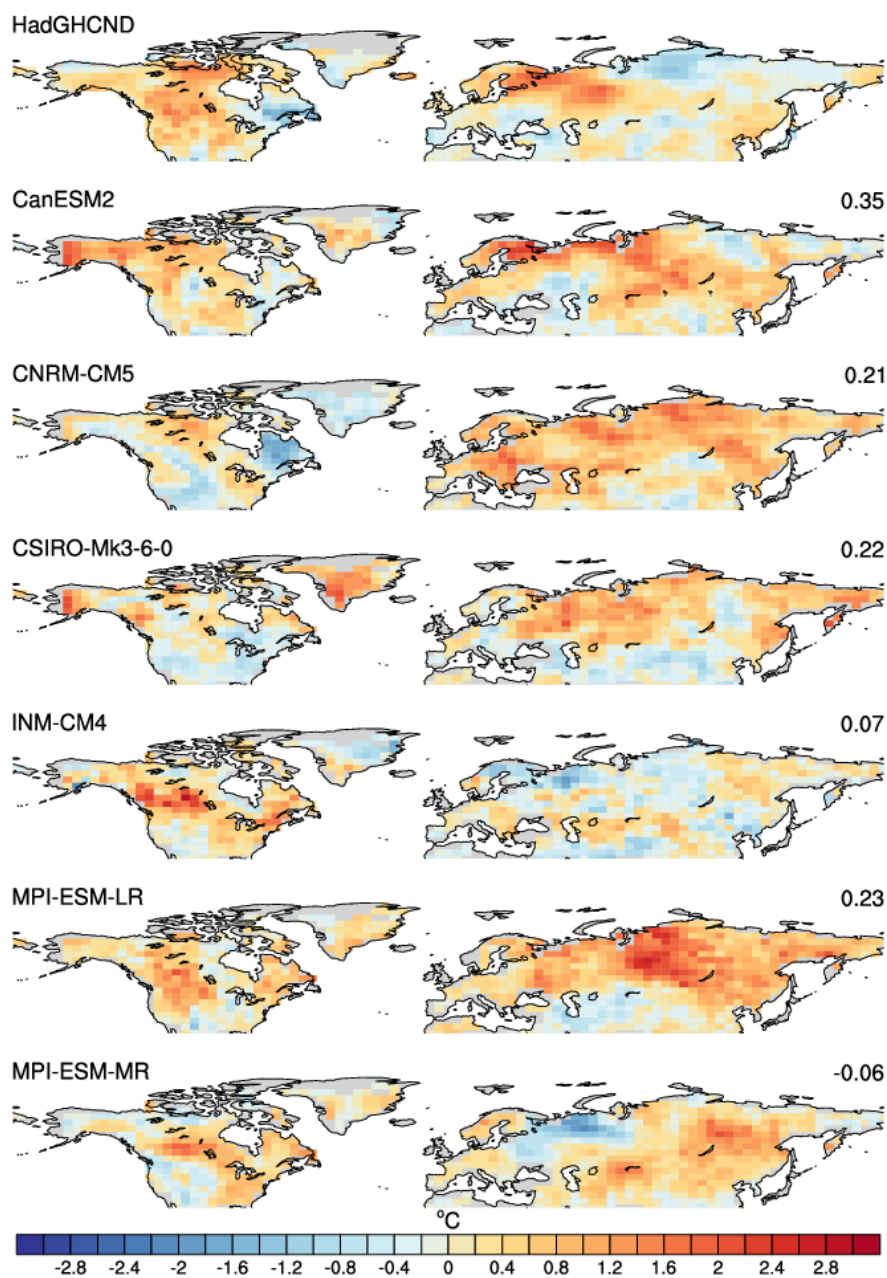 HadGHCND
CanESM2 0.35
CNRM-CM5 0.21
CSIRO-Mk3-6-0 0.22
INM-CM4 0.07
MPI-ESM-LR 0.23
MPI-ESM-MR -0.06
°C
-2.8 -2.4 -2 -1.6 -1.2 -0.8 -0.4 0 0.4 0.8 1.2 1.6 2 2.4 2.8